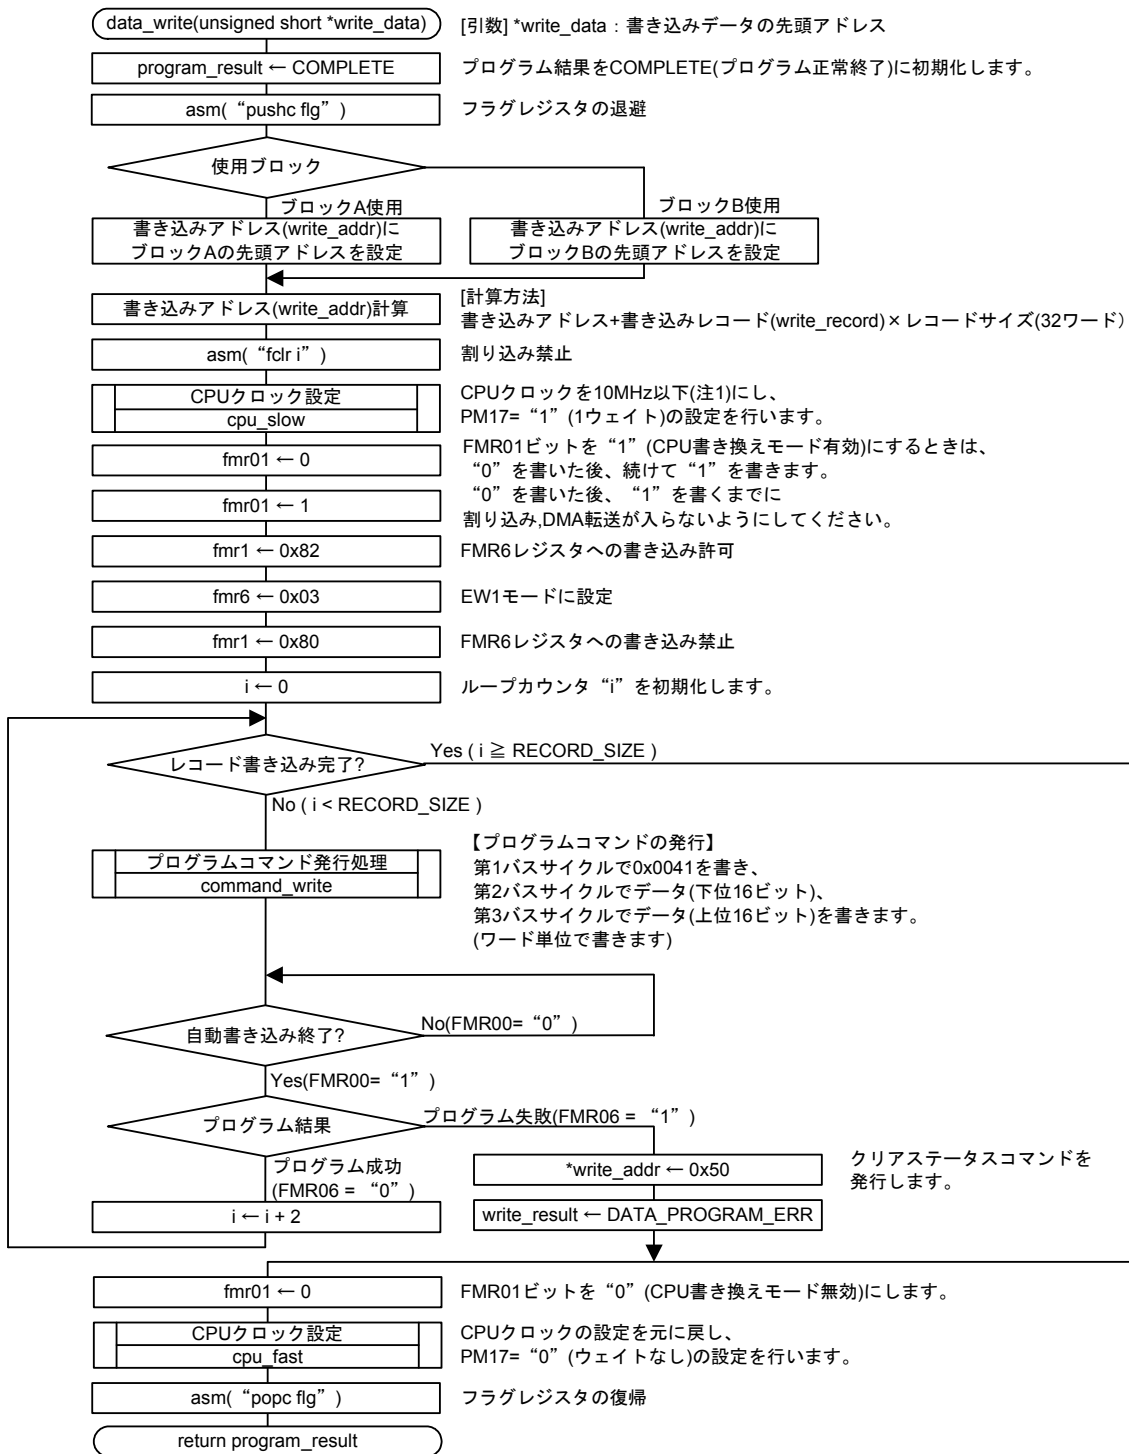 data_write(unsigned short *write_data)
[引数] *write_data：書き込みデータの先頭アドレス
program_result ← COMPLETE
プログラム結果をCOMPLETE(プログラム正常終了)に初期化します。
asm(“pushc flg”)
フラグレジスタの退避
使用ブロック
ブロックA使用
ブロックB使用
書き込みアドレス(write_addr)に
ブロックAの先頭アドレスを設定
書き込みアドレス(write_addr)に
ブロックBの先頭アドレスを設定
書き込みアドレス(write_addr)計算
[計算方法]
書き込みアドレス+書き込みレコード(write_record)×レコードサイズ(32ワード)
asm(“fclr i”)
割り込み禁止
CPUクロック設定
cpu_slow
CPUクロックを10MHz以下(注1)にし、
PM17=“1”(1ウェイト)の設定を行います。
fmr01 ← 0
FMR01ビットを“1”(CPU書き換えモード有効)にするときは、
“0”を書いた後、続けて“1”を書きます。
fmr01 ← 1
“0”を書いた後、“1”を書くまでに
割り込み,DMA転送が入らないようにしてください。
fmr1 ← 0x82
FMR6レジスタへの書き込み許可
fmr6 ← 0x03
EW1モードに設定
fmr1 ← 0x80
FMR6レジスタへの書き込み禁止
i ← 0
ループカウンタ“i”を初期化します。
レコード書き込み完了?
Yes ( i ≧ RECORD_SIZE )
No ( i < RECORD_SIZE )
プログラムコマンド発行処理
command_write
【プログラムコマンドの発行】
第1バスサイクルで0x0041を書き、
第2バスサイクルでデータ(下位16ビット)、
第3バスサイクルでデータ(上位16ビット)を書きます。
(ワード単位で書きます)
自動書き込み終了?
No(FMR00=“0”)
Yes(FMR00=“1”)
プログラム結果
プログラム失敗(FMR06 = “1”)
プログラム成功
(FMR06 = “0”)
*write_addr ← 0x50
クリアステータスコマンドを
発行します。
i ← i + 2
write_result ← DATA_PROGRAM_ERR
fmr01 ← 0
FMR01ビットを“0”(CPU書き換えモード無効)にします。
CPUクロック設定
cpu_fast
CPUクロックの設定を元に戻し、
PM17=“0”(ウェイトなし)の設定を行います。
asm(“popc flg”)
フラグレジスタの復帰
return program_result